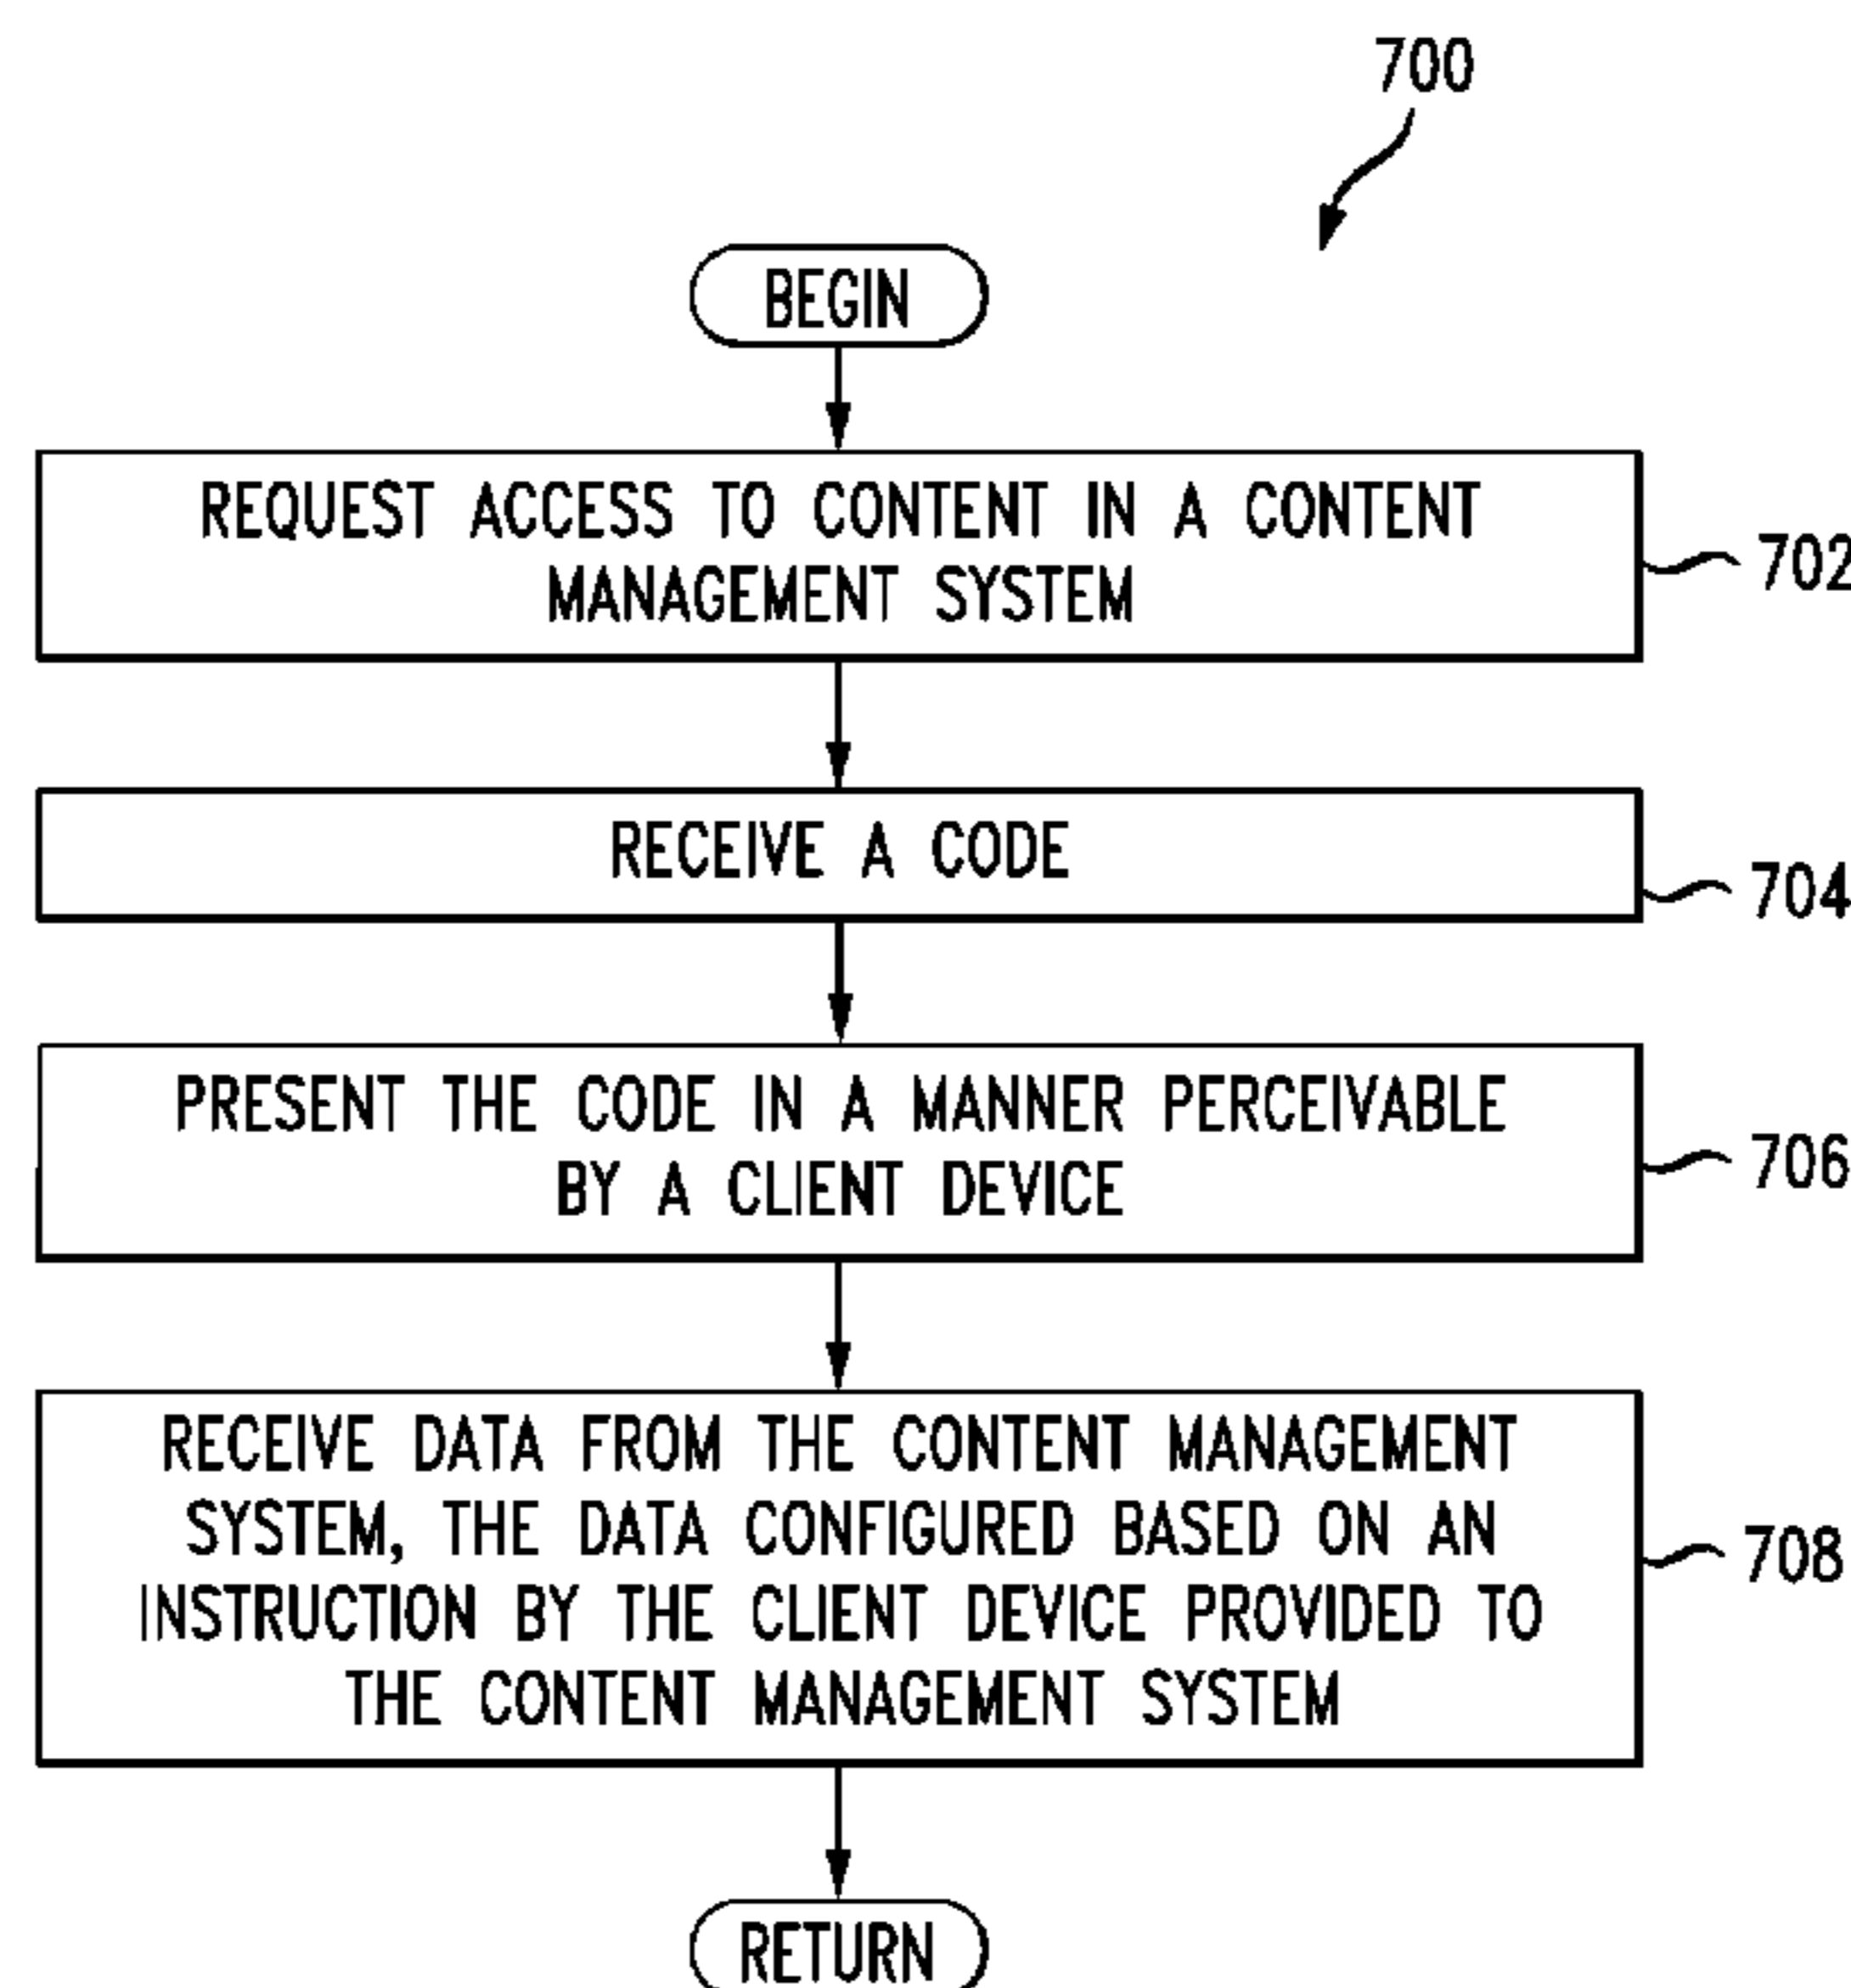 700
BEGIN
REQUEST ACCESS TO CONTENT IN A CONTENT
MANAGEMENT SYSTEM
702
RECEIVE A CODE
704
PRESENT THE CODE IN A MANNER PERCEIVABLE
BY A CLIENT DEVICE
706
RECEIVE DATA FROM THE CONTENT MANAGEMENT
SYSTEM, THE DATA CONFIGURED BASED ON AN
INSTRUCTION BY THE CLIENT DEVICE PROVIDED TO
THE CONTENT MANAGEMENT SYSTEM
708
RETURN